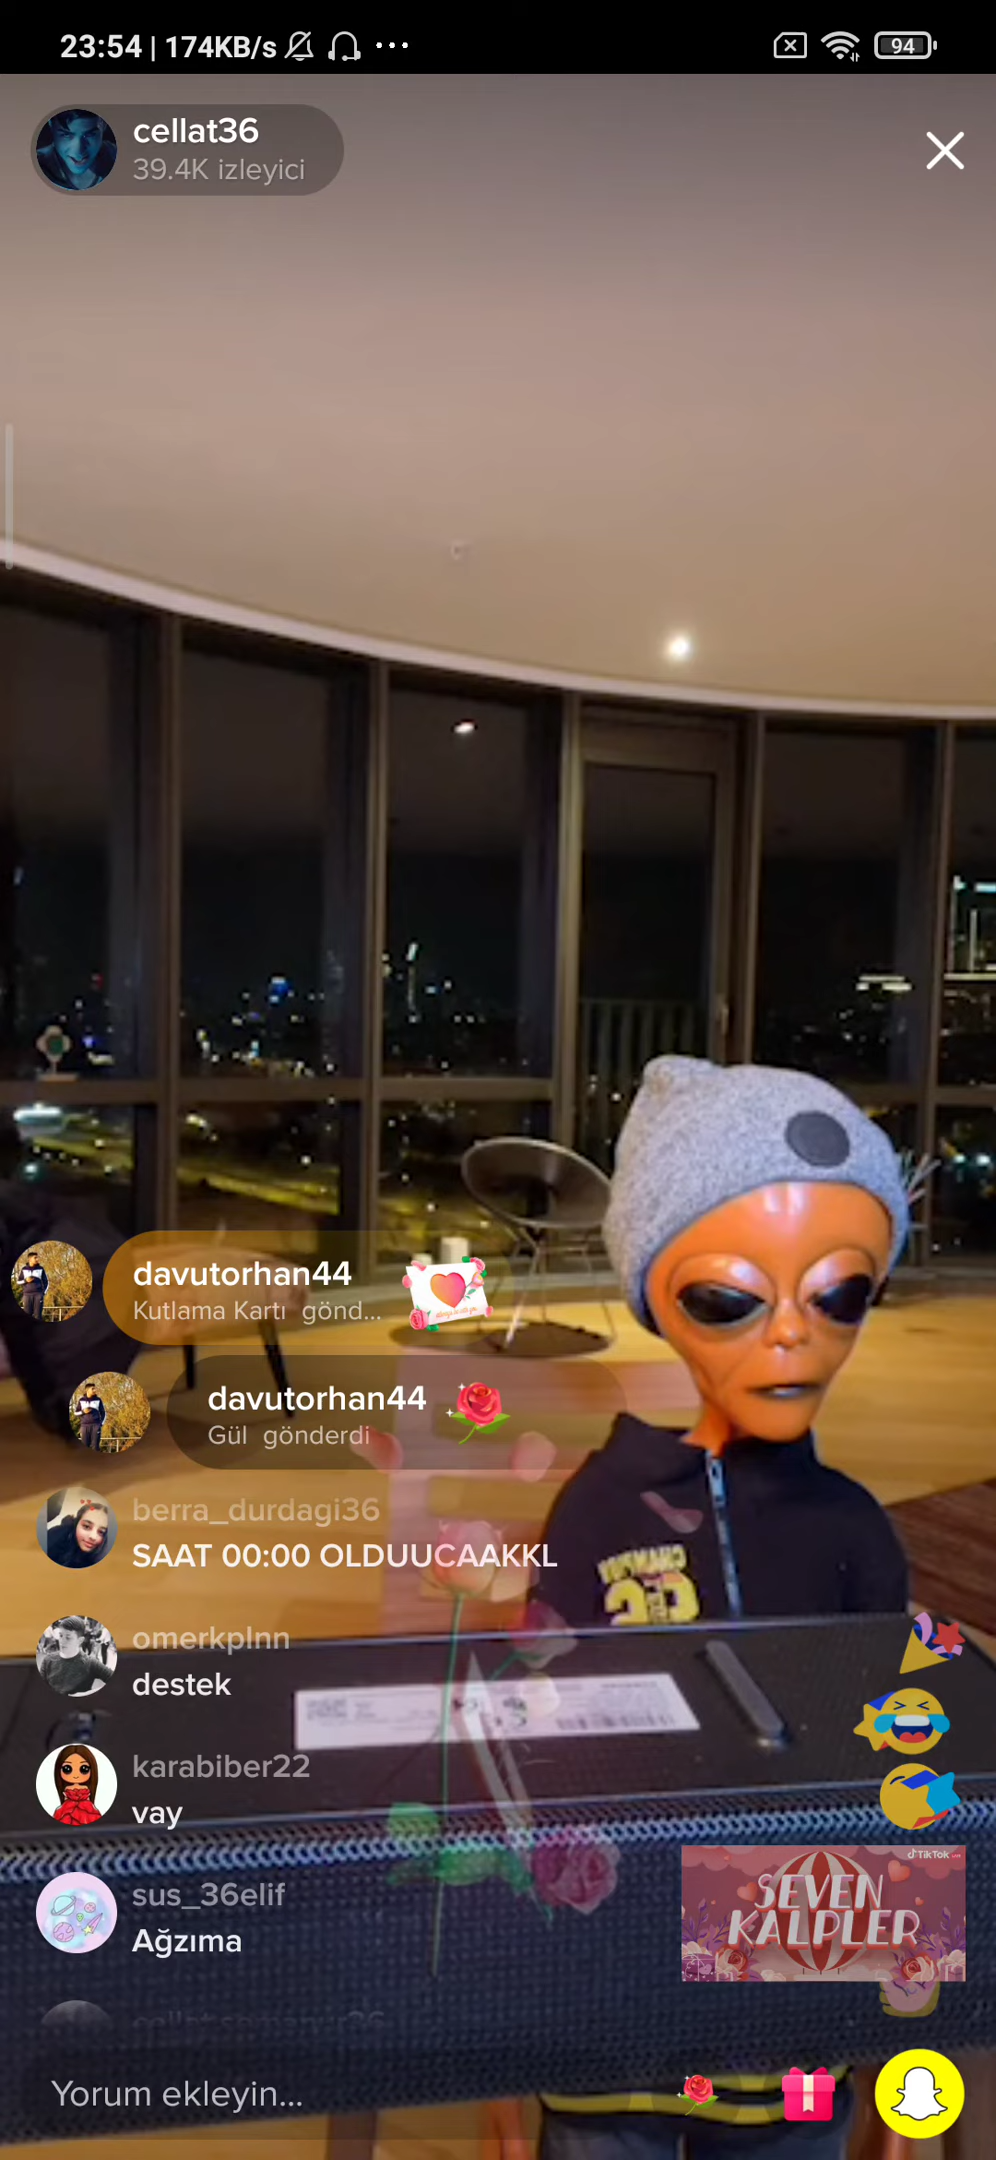 23:54 | 174KB/s ...
94
cellat36
39.4K izleyici
davutorhan44
Kutlama Kartı gönd...
davutorhan44
Gül gönderdi
berra_durdagi36
SAAT 00:00 OLDUUCAAKKL
omerkplnn
destek
karabiber22
vay
sus_36elif
Ağzıma
TikTok
SEVEN
KALPLER
Yorum ekleyin...